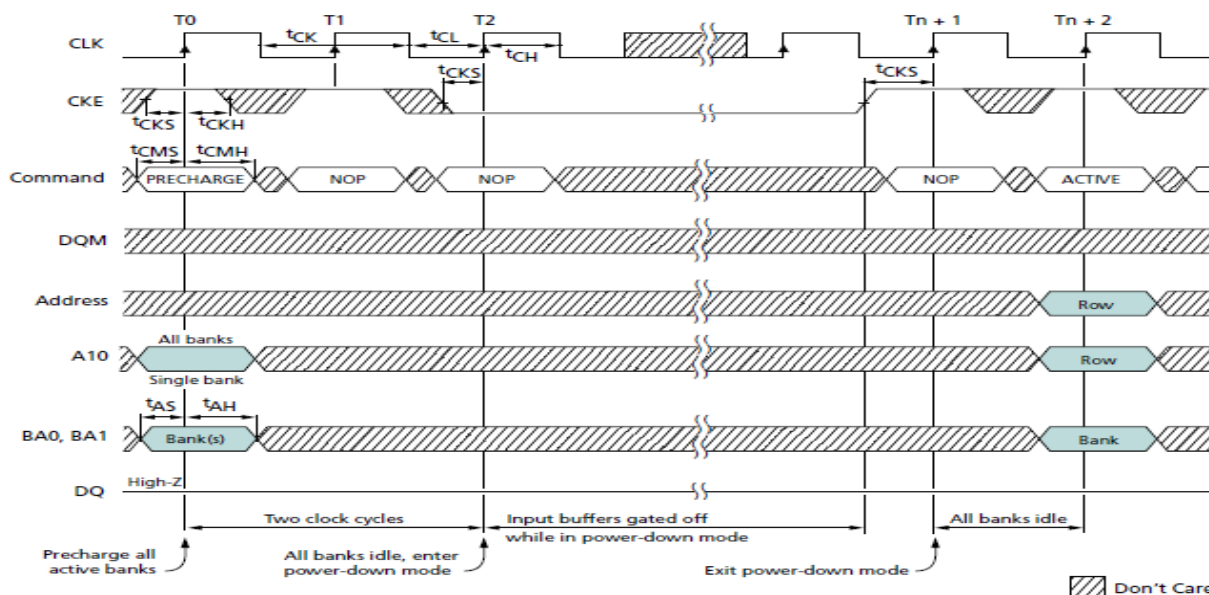 T0 T1 T2 Tn + 1 Tn + 2
CLK tCK tCL tCH
tCKS tCKS
CKE
tCKS tCKH
tCMS tCMH
Command PRECHARGE NOP NOP NOP ACTIVE
DQM
Address Row
All banks
A10 Row
Single bank
tAS tAH
BA0, BA1 Bank(s) Bank
High-Z
DQ
Two clock cycles Input buffers gated off All banks idle
while in power-down mode
Precharge all All banks idle, enter
active banks power-down mode Exit power-down mode
Don't Care